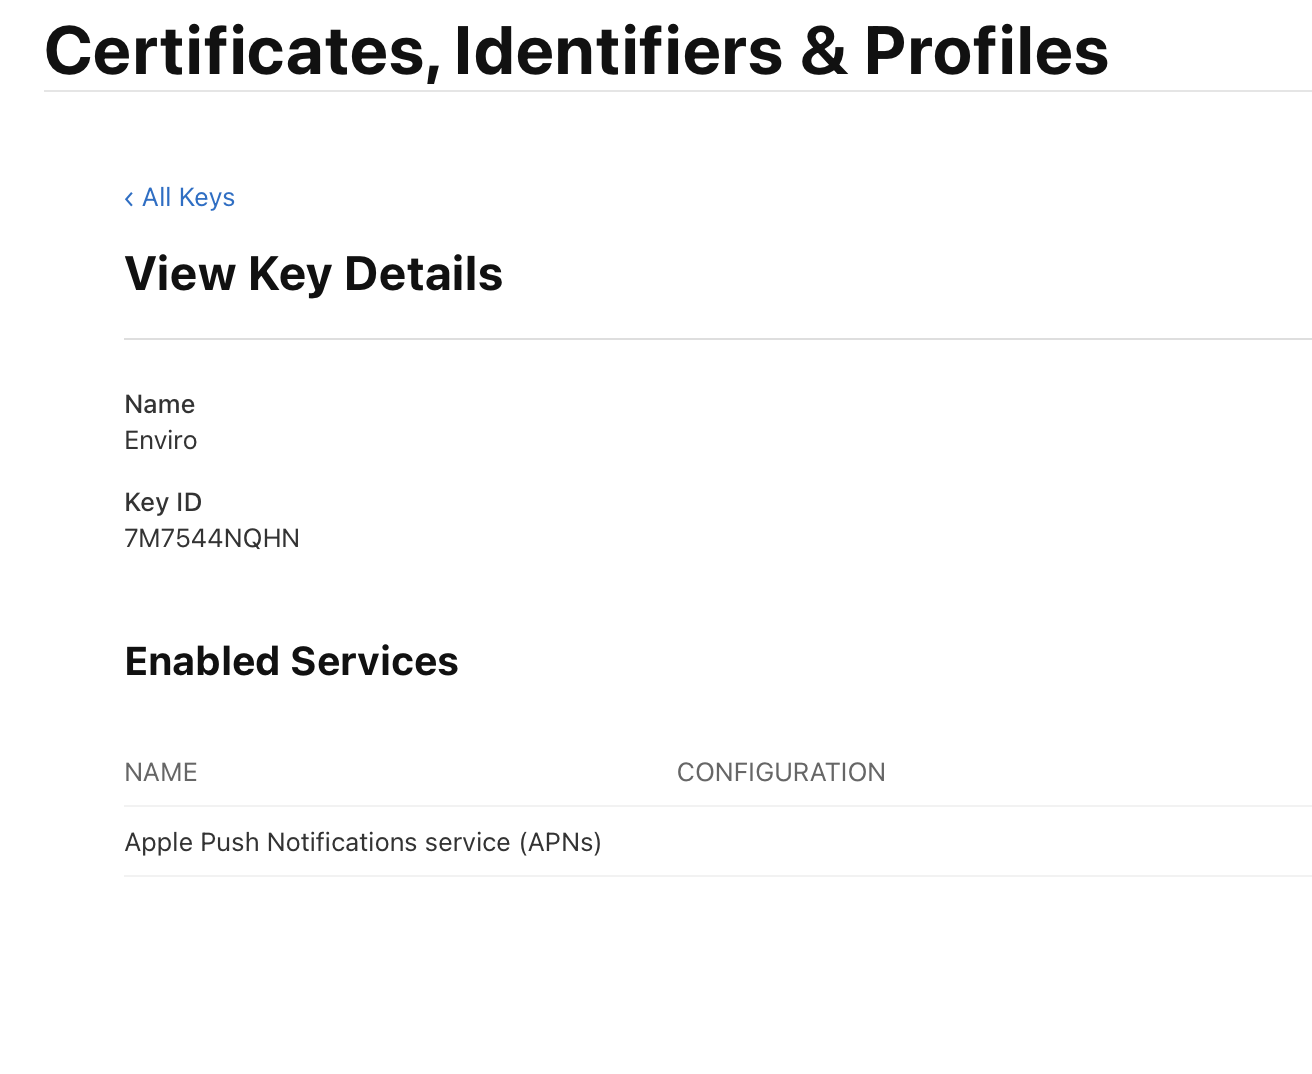 Certificates, Identifiers & Profiles
‹ All Keys
View Key Details
Name
Enviro
Key ID
7M7544NQHN
Enabled Services
NAME CONFIGURATION
Apple Push Notifications service (APNs)